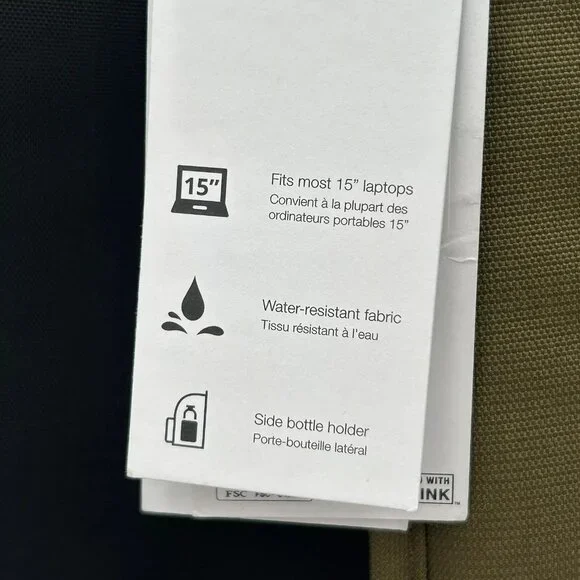 15”
Fits most 15” laptops
Convient à la plupart des
ordinateurs portables 15”
Water-resistant fabric
Tissu résistant à l'eau
Side bottle holder
Porte-bouteille latéral
WITH
INK
FSC